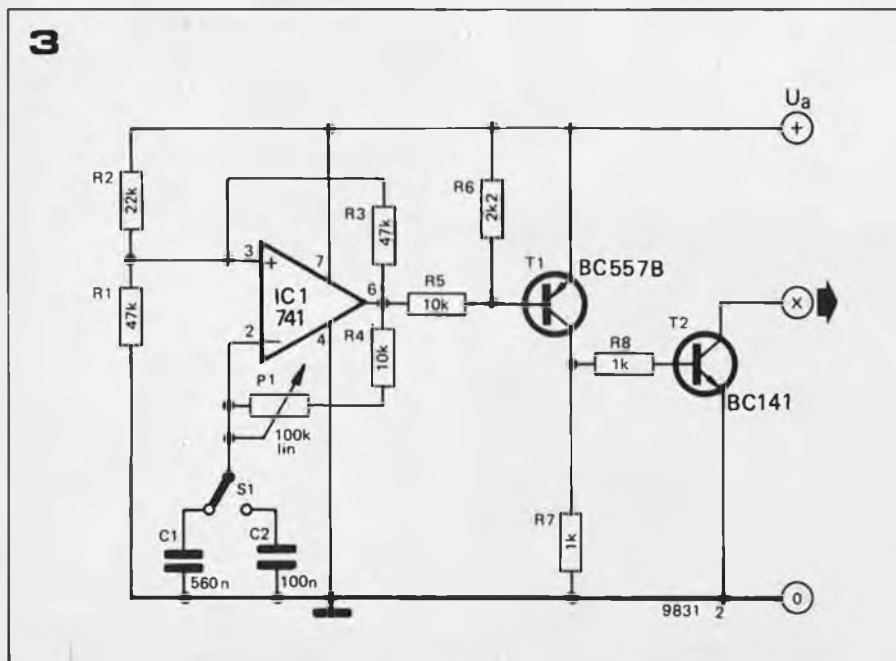 3
Ua
+
R2
22k
R3
47k
R6
2k2
3
+
7
T1
BC557B
IC1
741
6
R5
10k
X
R1
47k
2
4
R4
10k
T2
R8
1k
P1
100k
lin
BC141
S1
C1
560n
C2
100n
R7
1k
9831 2
0